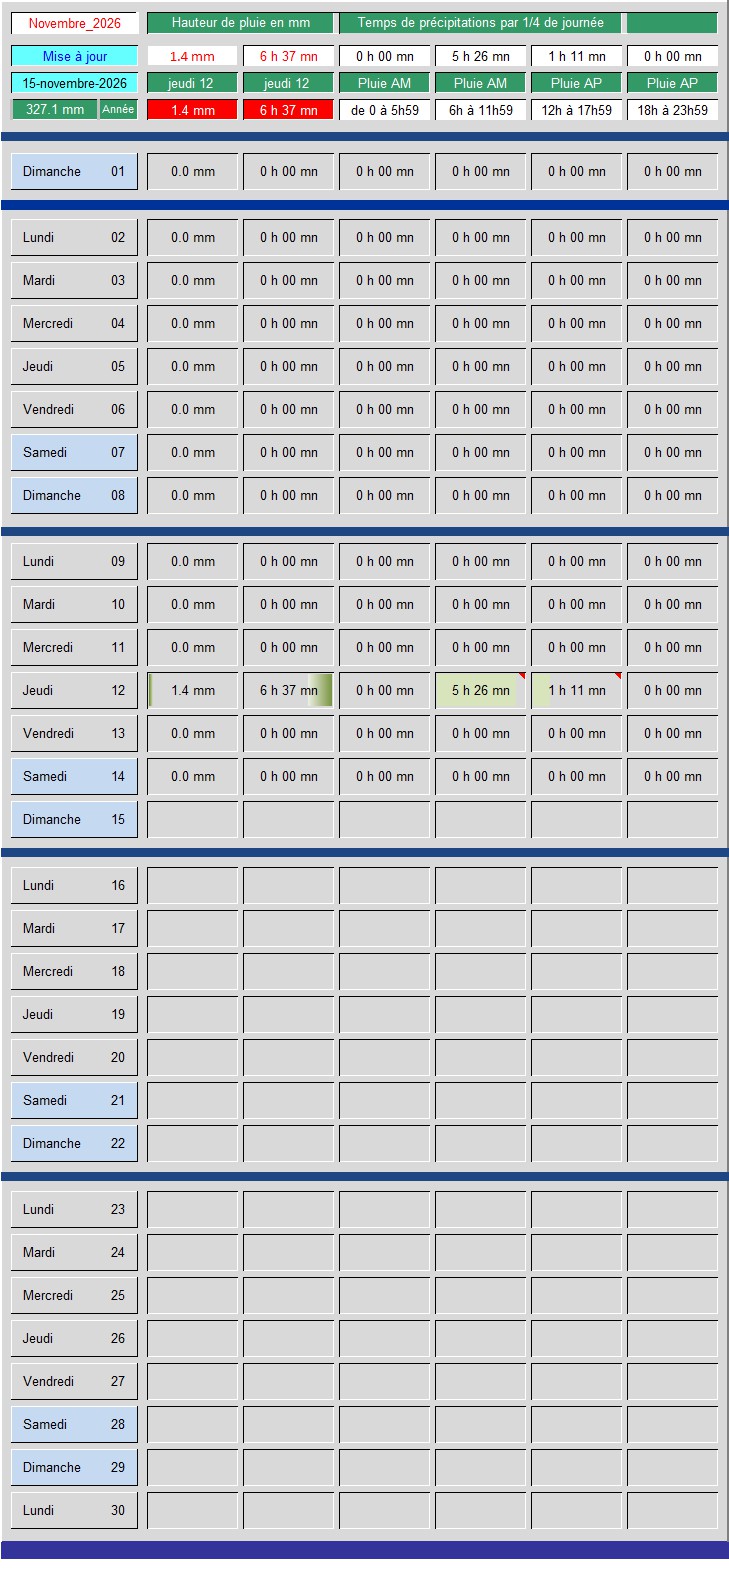 Novembre_2026 Hauteur de pluie en mm Temps de précipitations par 1/4 de journée
Mise à jour 1.4 mm 6 h 37 mn 0 h 00 mn 5 h 26 mn 1 h 11 mn 0 h 00 mn
15-novembre-2026 jeudi 12 jeudi 12 Pluie AM Pluie AM Pluie AP Pluie AP
327.1 mm Année 1.4 mm 6 h 37 mn de 0 à 5h59 6h à 11h59 12h à 17h59 18h à 23h59
Dimanche 01 0.0 mm 0 h 00 mn 0 h 00 mn 0 h 00 mn 0 h 00 mn 0 h 00 mn
Lundi 02 0.0 mm 0 h 00 mn 0 h 00 mn 0 h 00 mn 0 h 00 mn 0 h 00 mn
Mardi 03 0.0 mm 0 h 00 mn 0 h 00 mn 0 h 00 mn 0 h 00 mn 0 h 00 mn
Mercredi 04 0.0 mm 0 h 00 mn 0 h 00 mn 0 h 00 mn 0 h 00 mn 0 h 00 mn
Jeudi 05 0.0 mm 0 h 00 mn 0 h 00 mn 0 h 00 mn 0 h 00 mn 0 h 00 mn
Vendredi 06 0.0 mm 0 h 00 mn 0 h 00 mn 0 h 00 mn 0 h 00 mn 0 h 00 mn
Samedi 07 0.0 mm 0 h 00 mn 0 h 00 mn 0 h 00 mn 0 h 00 mn 0 h 00 mn
Dimanche 08 0.0 mm 0 h 00 mn 0 h 00 mn 0 h 00 mn 0 h 00 mn 0 h 00 mn
Lundi 09 0.0 mm 0 h 00 mn 0 h 00 mn 0 h 00 mn 0 h 00 mn 0 h 00 mn
Mardi 10 0.0 mm 0 h 00 mn 0 h 00 mn 0 h 00 mn 0 h 00 mn 0 h 00 mn
Mercredi 11 0.0 mm 0 h 00 mn 0 h 00 mn 0 h 00 mn 0 h 00 mn 0 h 00 mn
Jeudi 12 1.4 mm 6 h 37 mn 0 h 00 mn 5 h 26 mn 1 h 11 mn 0 h 00 mn
Vendredi 13 0.0 mm 0 h 00 mn 0 h 00 mn 0 h 00 mn 0 h 00 mn 0 h 00 mn
Samedi 14 0.0 mm 0 h 00 mn 0 h 00 mn 0 h 00 mn 0 h 00 mn 0 h 00 mn
Dimanche 15
Lundi 16
Mardi 17
Mercredi 18
Jeudi 19
Vendredi 20
Samedi 21
Dimanche 22
Lundi 23
Mardi 24
Mercredi 25
Jeudi 26
Vendredi 27
Samedi 28
Dimanche 29
Lundi 30